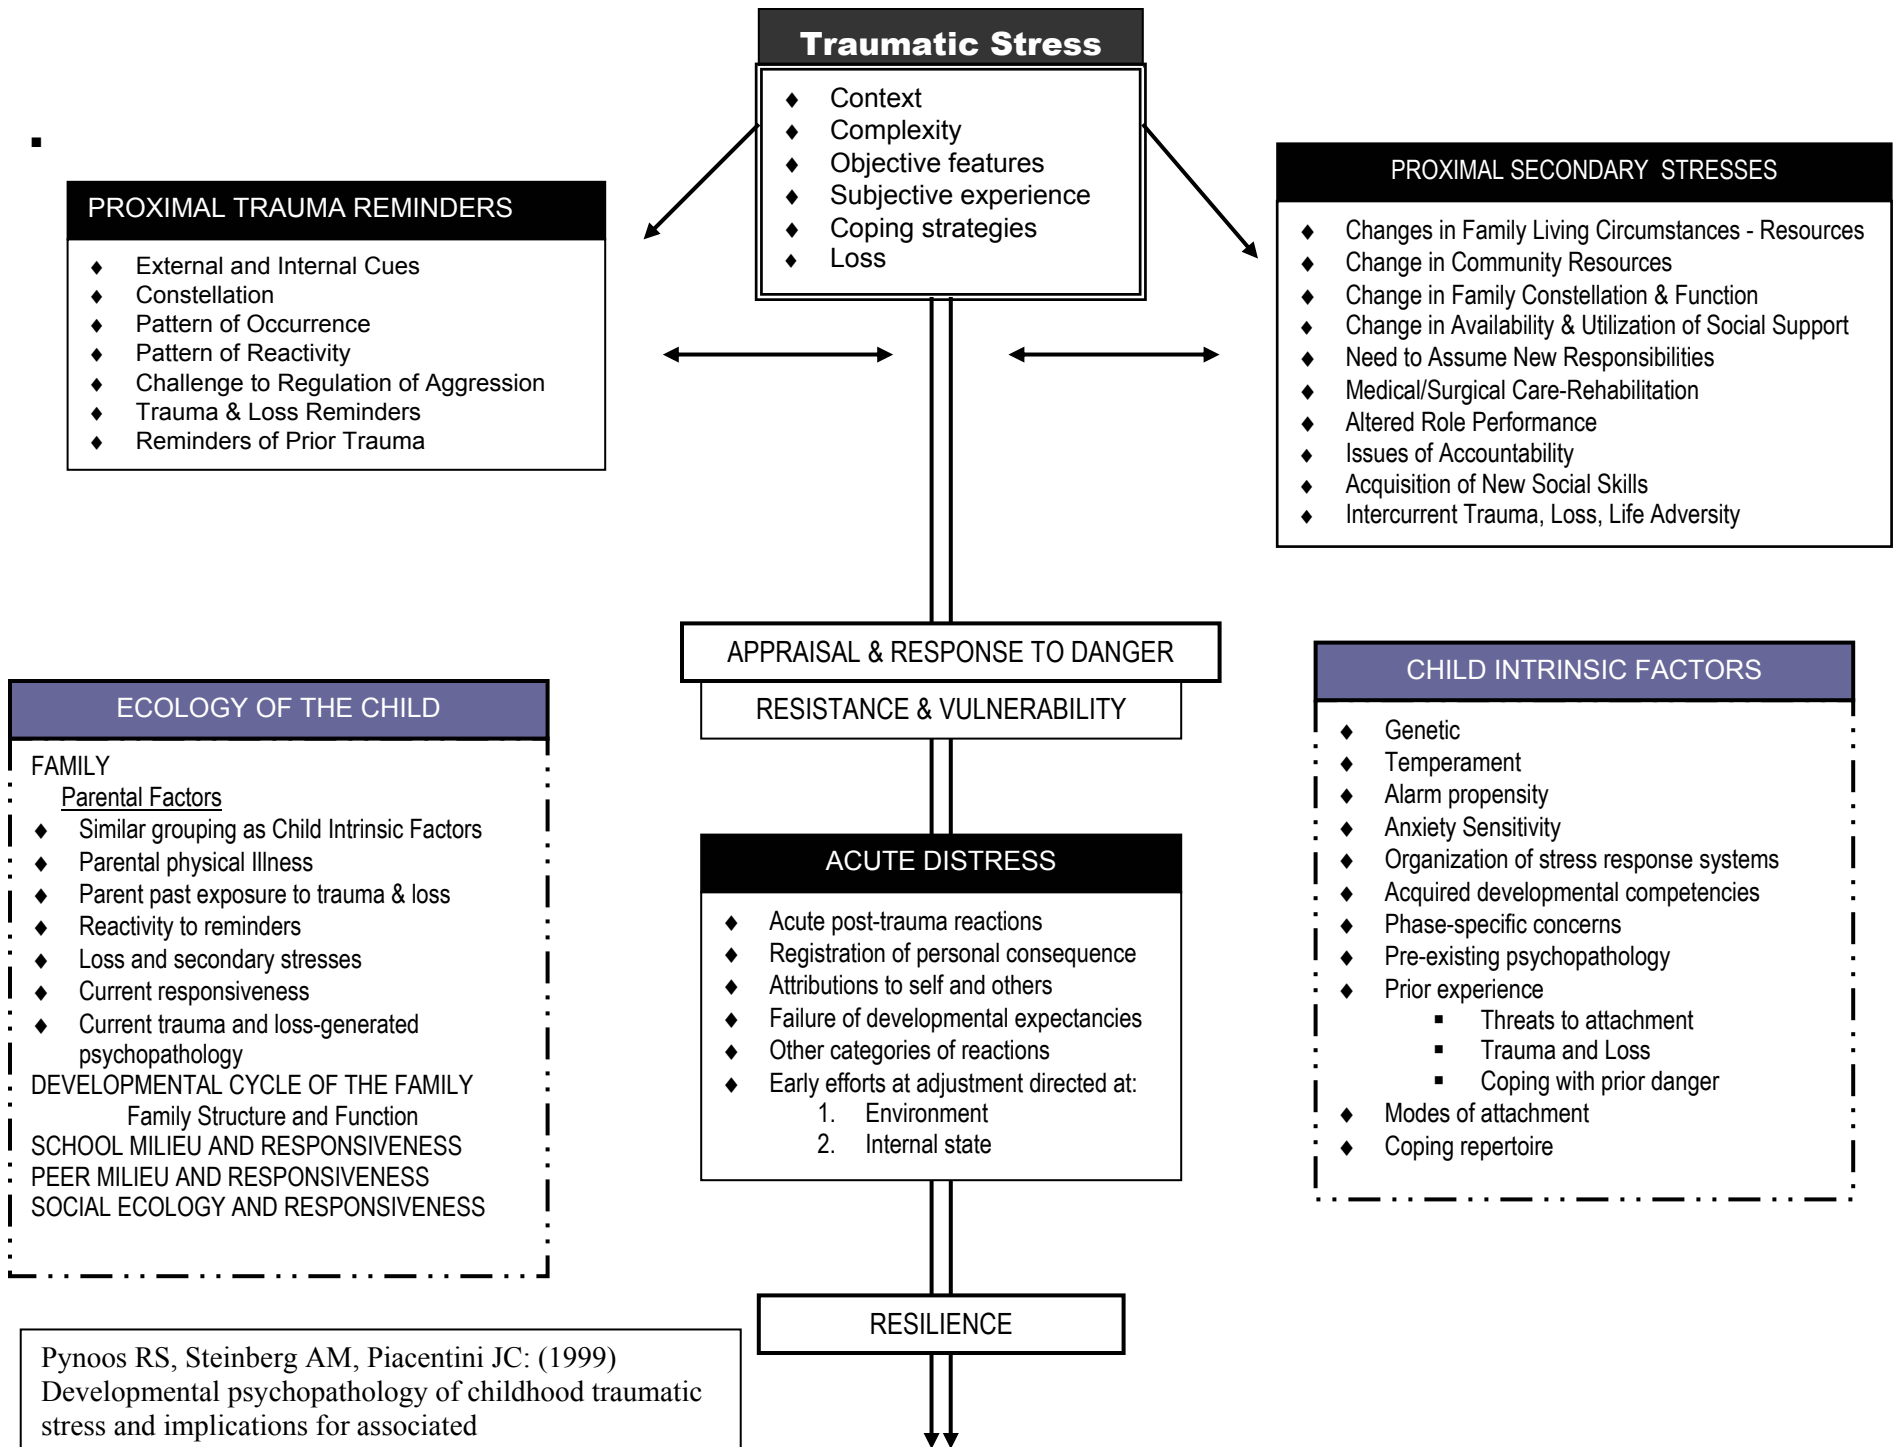 Traumatic Stress
♦ Context
♦ Complexity
♦ Objective features
♦ Subjective experience
♦ Coping strategies
♦ Loss
▪
PROXIMAL TRAUMA REMINDERS
♦ External and Internal Cues
♦ Constellation
♦ Pattern of Occurrence
♦ Pattern of Reactivity
♦ Challenge to Regulation of Aggression
♦ Trauma & Loss Reminders
♦ Reminders of Prior Trauma
PROXIMAL SECONDARY STRESSES
♦ Changes in Family Living Circumstances - Resources
♦ Change in Community Resources
♦ Change in Family Constellation & Function
♦ Change in Availability & Utilization of Social Support
♦ Need to Assume New Responsibilities
♦ Medical/Surgical Care-Rehabilitation
♦ Altered Role Performance
♦ Issues of Accountability
♦ Acquisition of New Social Skills
♦ Intercurrent Trauma, Loss, Life Adversity
APPRAISAL & RESPONSE TO DANGER
RESISTANCE & VULNERABILITY
ECOLOGY OF THE CHILD
FAMILY
Parental Factors
♦ Similar grouping as Child Intrinsic Factors
♦ Parental physical Illness
♦ Parent past exposure to trauma & loss
♦ Reactivity to reminders
♦ Loss and secondary stresses
♦ Current responsiveness
♦ Current trauma and loss-generated
psychopathology
DEVELOPMENTAL CYCLE OF THE FAMILY
Family Structure and Function
SCHOOL MILIEU AND RESPONSIVENESS
PEER MILIEU AND RESPONSIVENESS
SOCIAL ECOLOGY AND RESPONSIVENESS
ACUTE DISTRESS
♦ Acute post-trauma reactions
♦ Registration of personal consequence
♦ Attributions to self and others
♦ Failure of developmental expectancies
♦ Other categories of reactions
♦ Early efforts at adjustment directed at:
1. Environment
2. Internal state
CHILD INTRINSIC FACTORS
♦ Genetic
♦ Temperament
♦ Alarm propensity
♦ Anxiety Sensitivity
♦ Organization of stress response systems
♦ Acquired developmental competencies
♦ Phase-specific concerns
♦ Pre-existing psychopathology
♦ Prior experience
▪ Threats to attachment
▪ Trauma and Loss
▪ Coping with prior danger
♦ Modes of attachment
♦ Coping repertoire
RESILIENCE
Pynoos RS, Steinberg AM, Piacentini JC: (1999)
Developmental psychopathology of childhood traumatic
stress and implications for associated